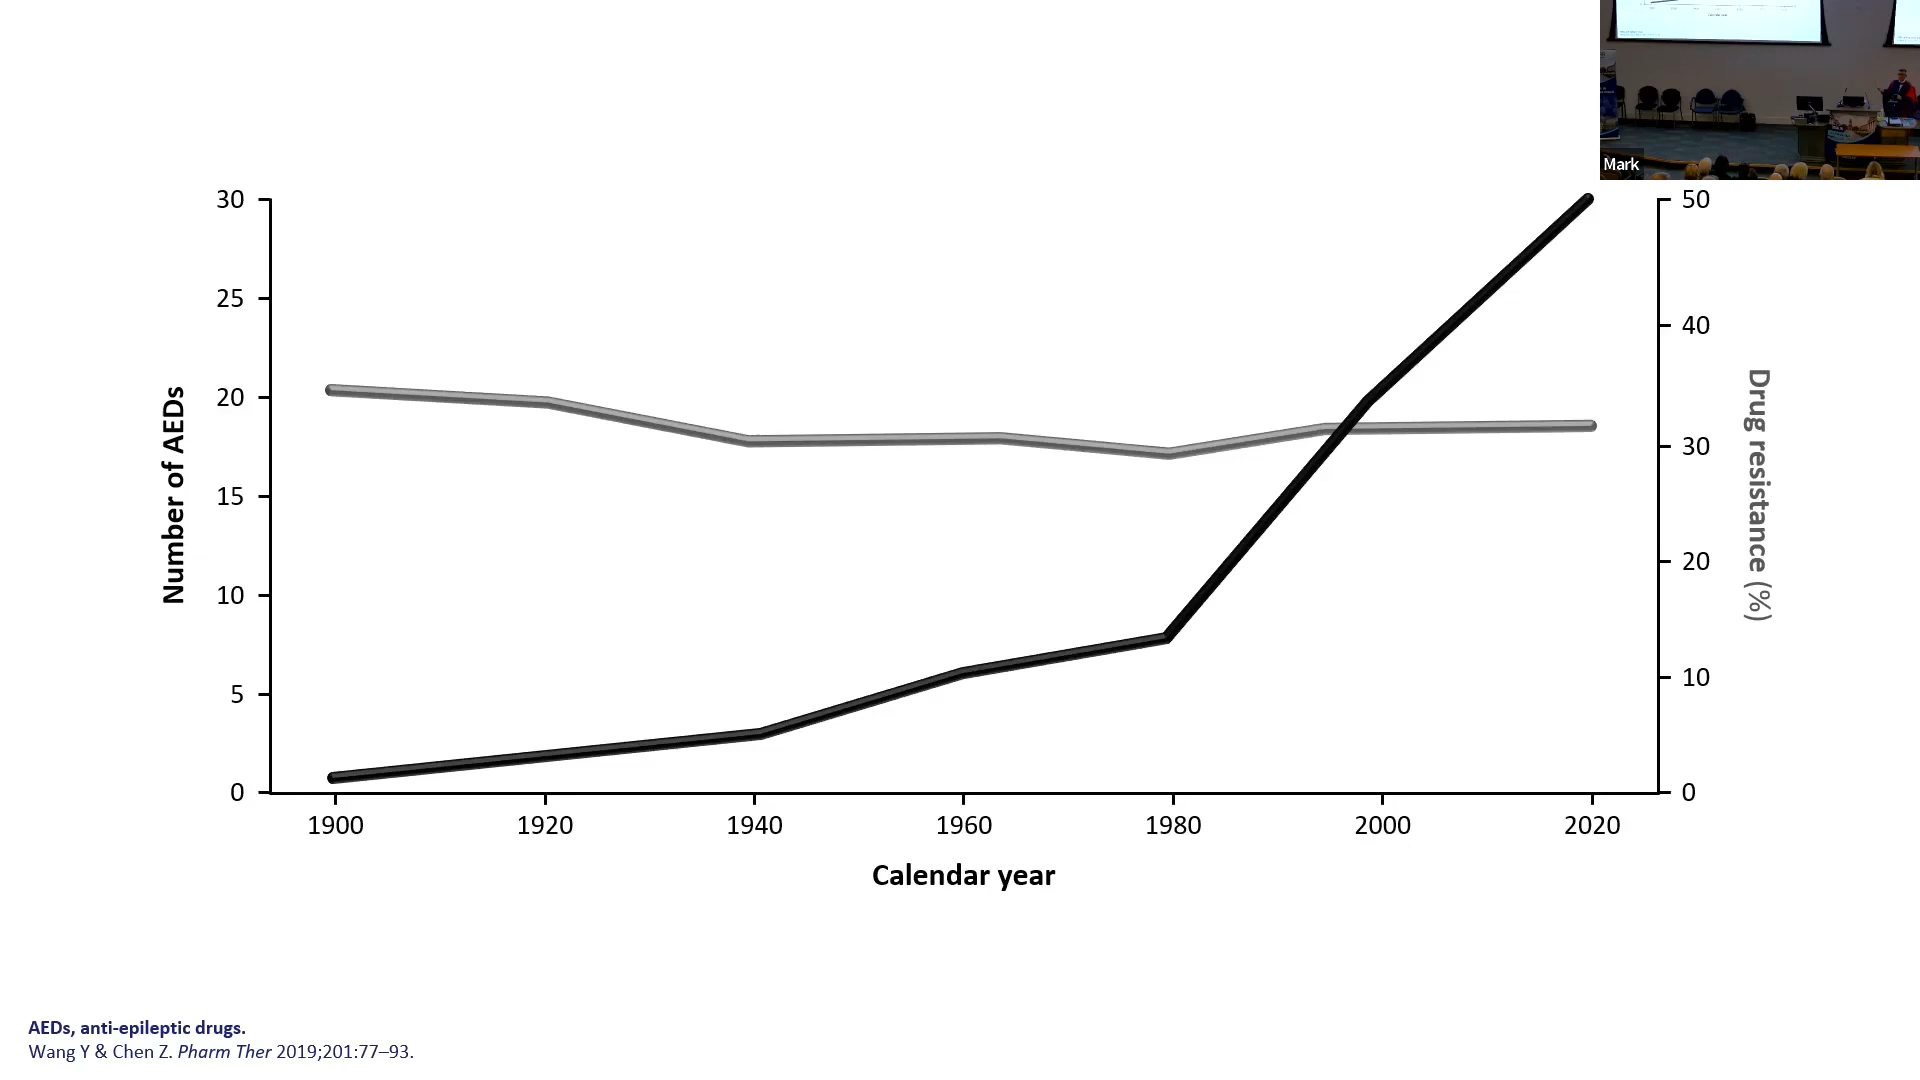 Mark
30
25
20
15
10
5
0
Number of AEDs
50
40
30
20
10
0
Drug resistance (%)
1900 1920 1940 1960 1980 2000 2020
Calendar year
AEDs, anti-epileptic drugs.
Wang Y & Chen Z. Pharm Ther 2019;201:77–93.